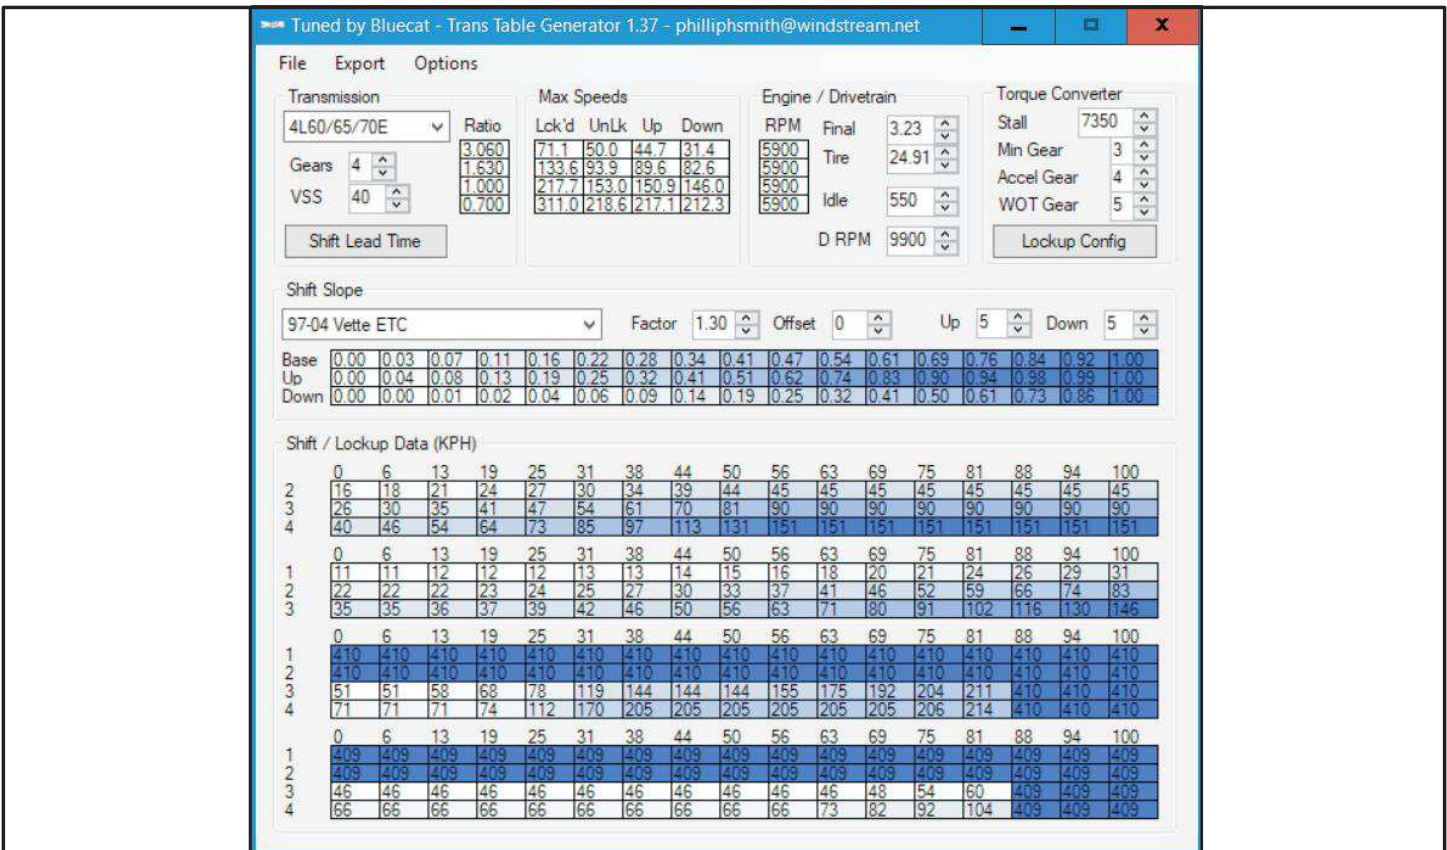 Tuned by Bluecat - Trans Table Generator 1.37 - philliphsmith@windstream.net
File Export Options
Transmission Max Speeds Engine / Drivetrain Torque Converter
4L60/65/70E Ratio Lck'd UnLk Up Down RPM Final 3.23 Stall 7350
3.060 71.1 50.0 44.7 31.4 5900
Gears 4 1.630 133.6 93.9 89.6 82.6 5900 Tire 24.91 Min Gear 3
1.000 217.7 153.0 150.9 146.0 5900 Accel Gear 4
VSS 40 0.700 311.0 218.6 217.1 212.3 5900 Idle 550 WOT Gear 5
Shift Lead Time D RPM 9900 Lockup Config
Shift Slope
97-04 Vette ETC Factor 1.30 Offset 0 Up 5 Down 5
Base 0.00 0.03 0.07 0.11 0.16 0.22 0.28 0.34 0.41 0.47 0.54 0.61 0.69 0.76 0.84 0.92 1.00
Up 0.00 0.04 0.08 0.13 0.19 0.25 0.32 0.41 0.51 0.62 0.74 0.83 0.90 0.94 0.98 0.99 1.00
Down 0.00 0.00 0.01 0.02 0.04 0.06 0.09 0.14 0.19 0.25 0.32 0.41 0.50 0.61 0.73 0.86 1.00
Shift / Lockup Data (KPH)
0 6 13 19 25 31 38 44 50 56 63 69 75 81 88 94 100
2 16 18 21 24 27 30 34 39 44 45 45 45 45 45 45 45 45
3 26 30 35 41 47 54 61 70 81 90 90 90 90 90 90 90 90
4 40 46 54 64 73 85 97 113 131 151 151 151 151 151 151 151 151
0 6 13 19 25 31 38 44 50 56 63 69 75 81 88 94 100
1 11 11 12 12 12 13 13 14 15 16 18 20 21 24 26 29 31
2 22 22 22 23 24 25 27 30 33 37 41 46 52 59 66 74 83
3 35 35 36 37 39 42 46 50 56 63 71 80 91 102 116 130 146
0 6 13 19 25 31 38 44 50 56 63 69 75 81 88 94 100
1 410 410 410 410 410 410 410 410 410 410 410 410 410 410 410 410 410
2 410 410 410 410 410 410 410 410 410 410 410 410 410 410 410 410 410
3 51 51 58 68 78 119 144 144 144 155 175 192 204 211 410 410 410
4 71 71 71 74 112 170 205 205 205 205 205 205 206 214 410 410 410
0 6 13 19 25 31 38 44 50 56 63 69 75 81 88 94 100
1 409 409 409 409 409 409 409 409 409 409 409 409 409 409 409 409 409
2 409 409 409 409 409 409 409 409 409 409 409 409 409 409 409 409 409
3 46 46 46 46 46 46 46 46 46 46 46 48 54 60 409 409 409
4 66 66 66 66 66 66 66 66 66 66 73 82 92 104 409 409 409